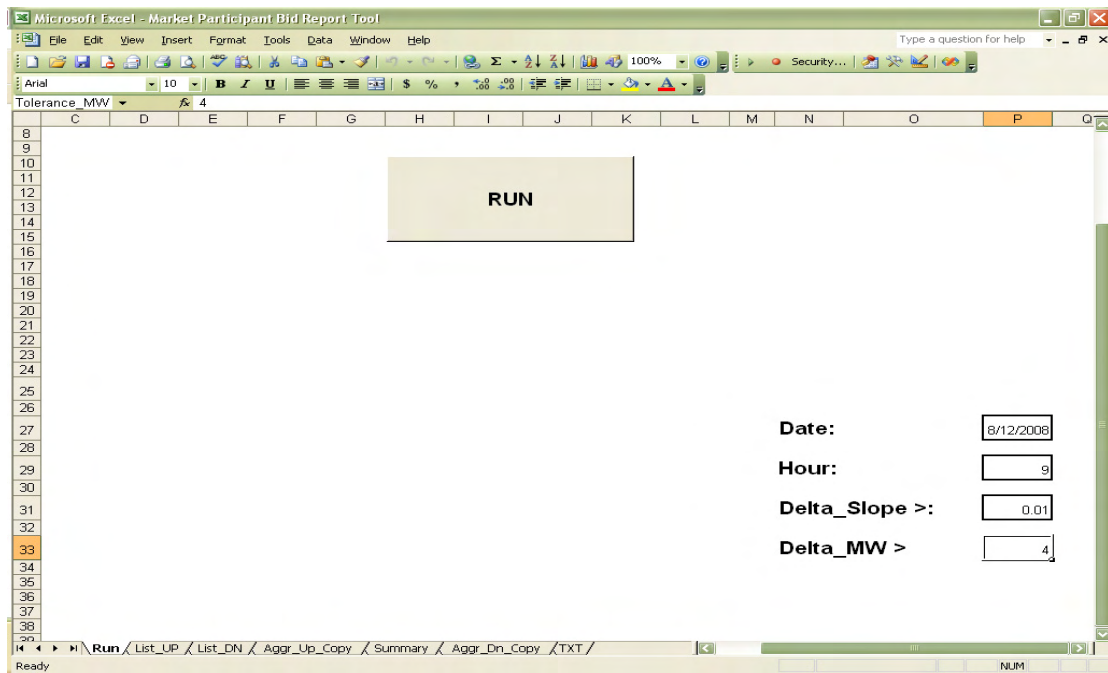 Microsoft Excel - Market Participant Bid Report Tool
File Edit View Insert Format Tools Data Window Help Type a question for help
100% Security...
Arial 10 B I U $ % ,
Tolerance_MW fx 4
C D E F G H I J K L M N O P Q
8
9
10
11
12
13
14
15
16
17
18
19
20
21
22
23
24
25
26
27
28
29
30
31
32
33
34
35
36
37
38
39
RUN
Date: 8/12/2008
Hour: 9
Delta_Slope >: 0.01
Delta_MW > 4
Run List_UP List_DN Aggr_Up_Copy Summary Aggr_Dn_Copy TXT
Ready NUM